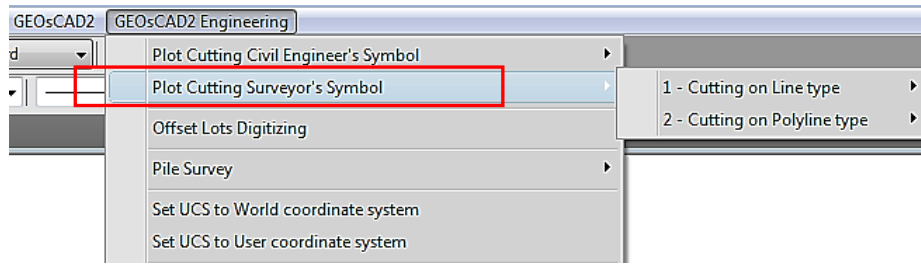 GEOsCAD2 GEOsCAD2 Engineering
Plot Cutting Civil Engineer's Symbol
Plot Cutting Surveyor's Symbol
1 - Cutting on Line type
2 - Cutting on Polyline type
Offset Lots Digitizing
Pile Survey
Set UCS to World coordinate system
Set UCS to User coordinate system